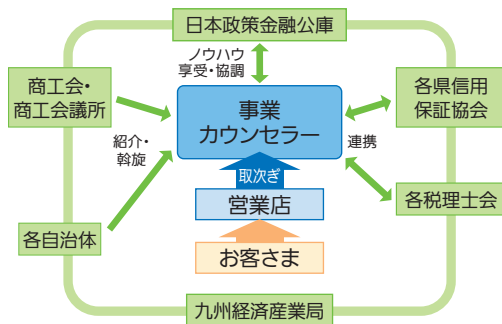 日本政策金融公庫
ノウハウ
享受・協調
商工会・
商工会議所
事業
カウンセラー
各県信用
保証協会
紹介・
斡旋
連携
取次ぎ
営業店
各税理士会
各自治体
お客さま
九州経済産業局